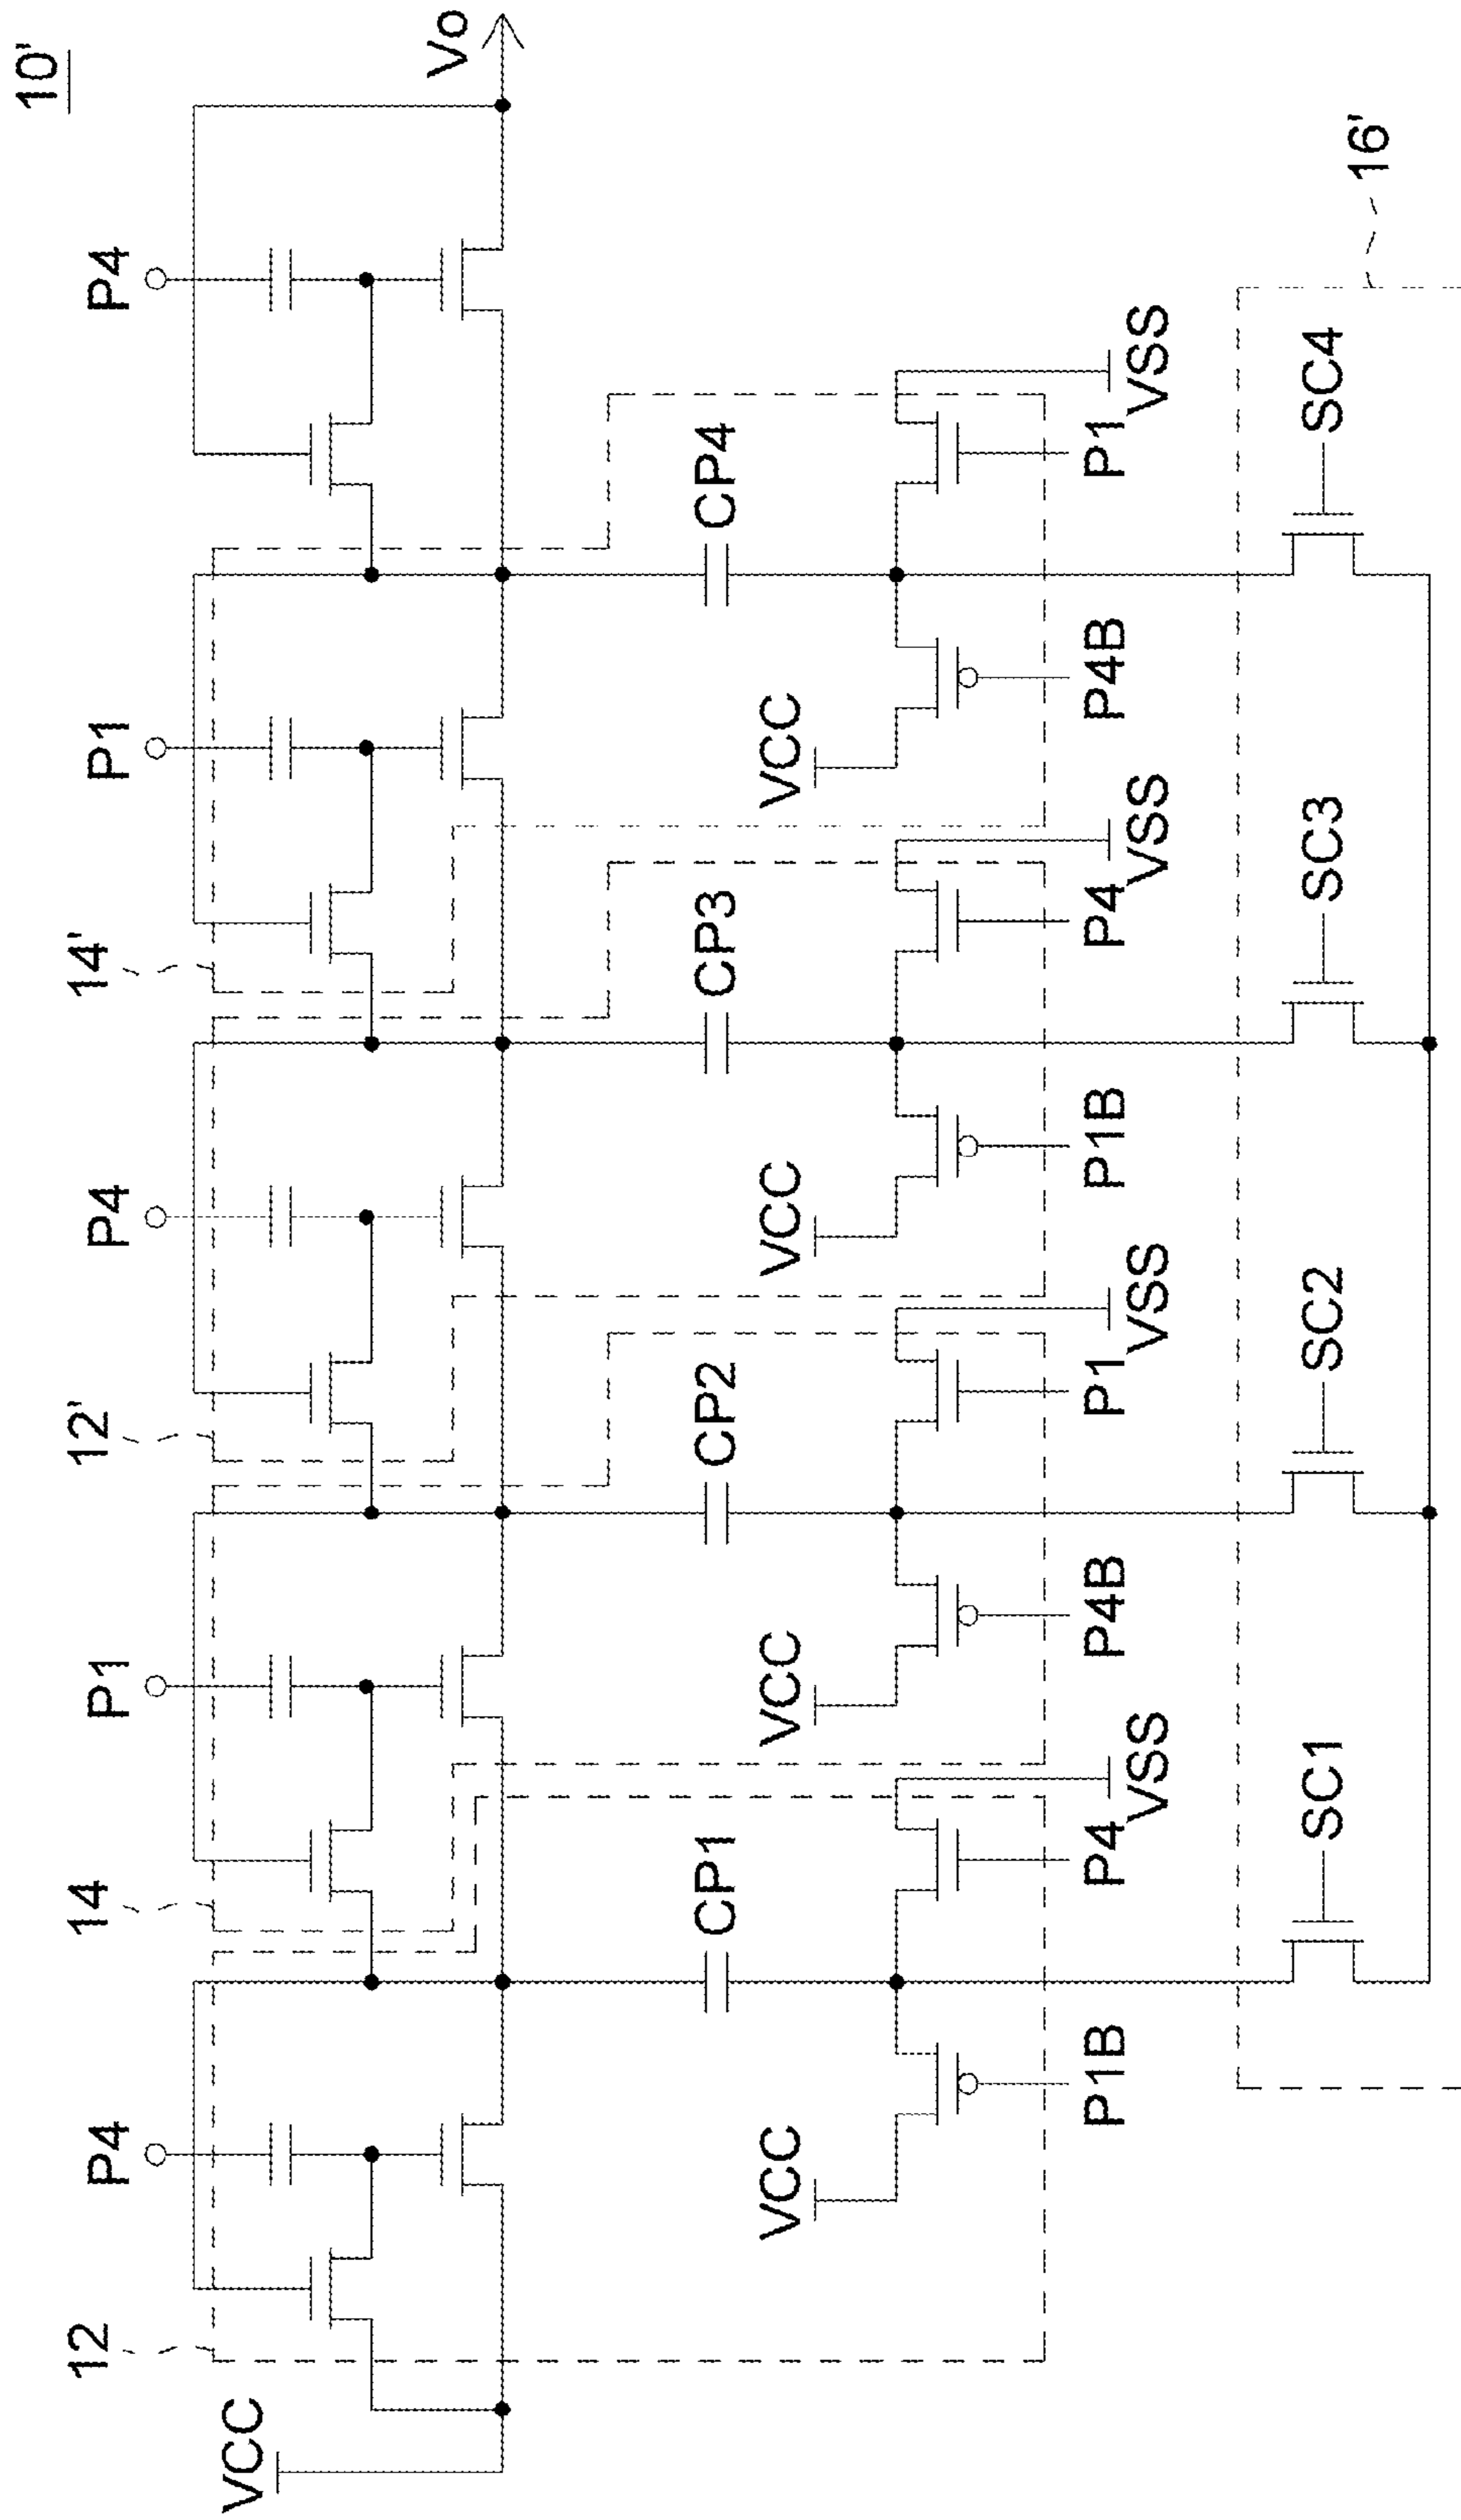 10'
VCC
12
P4
14
P1
12'
P4
14'
P1
P4
Vo
CP1
CP2
CP3
CP4
VCC
VCC
VCC
VCC
P1B
P4
VSS
P4B
P1
VSS
P1B
P4
VSS
P4B
P1
VSS
SC1
SC2
SC3
SC4
16'